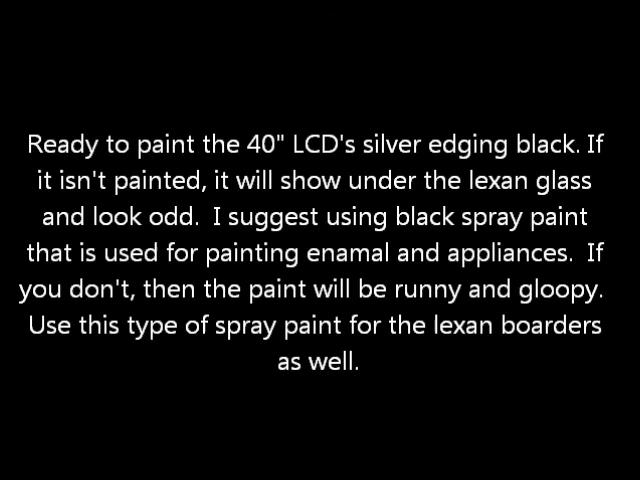 Ready to paint the 40" LCD's silver edging black. If
it isn't painted, it will show under the lexan glass
and look odd.  I suggest using black spray paint
that is used for painting enamal and appliances.  If
you don't, then the paint will be runny and gloopy.
Use this type of spray paint for the lexan boarders
as well.